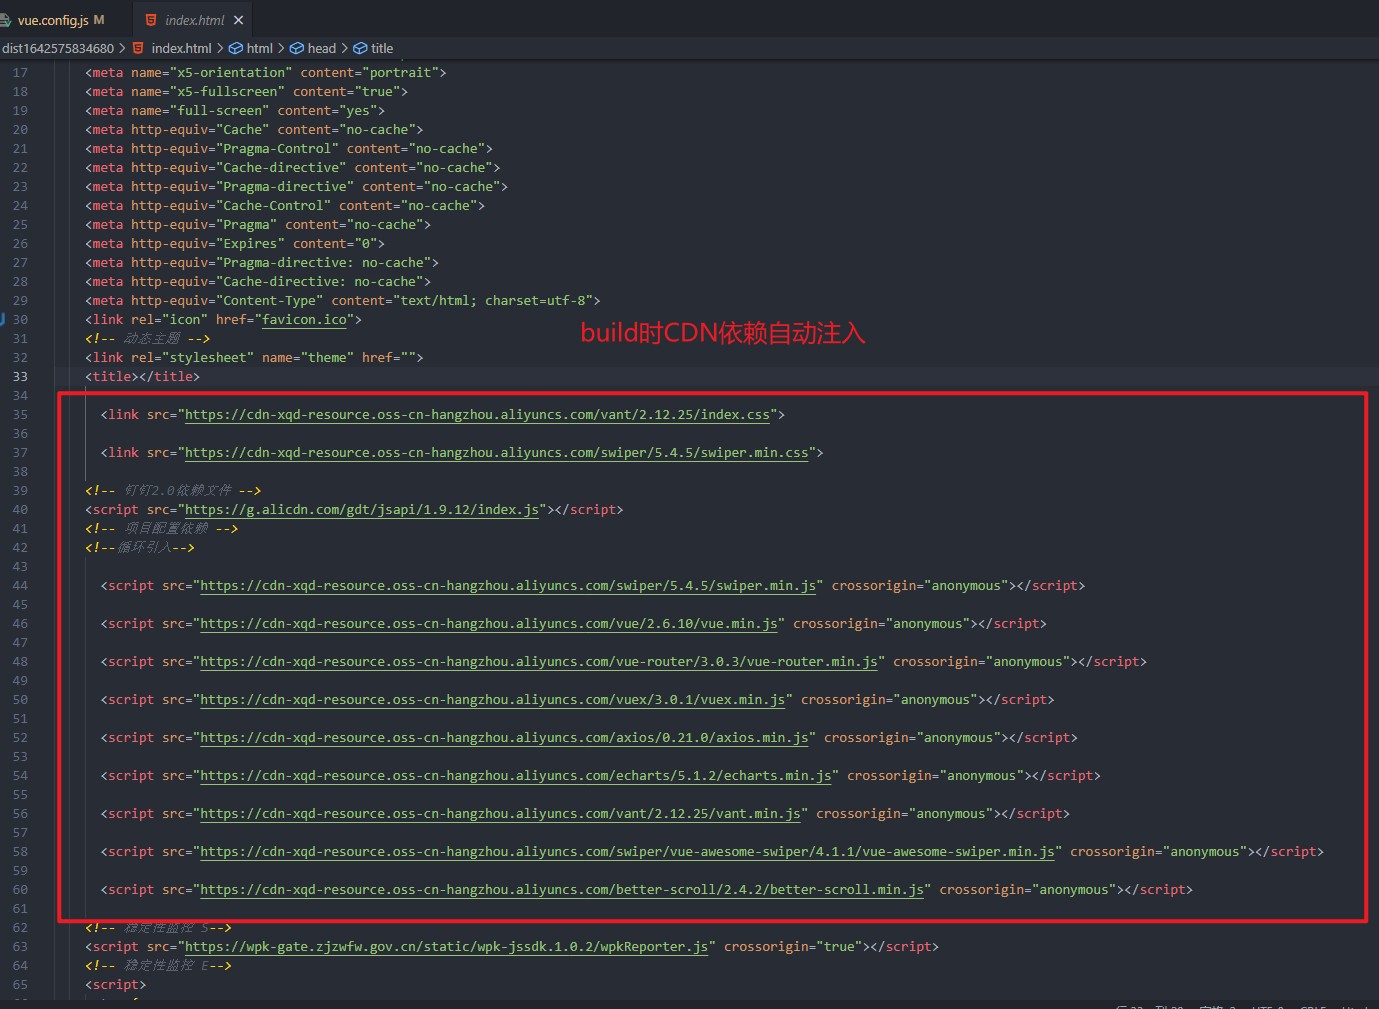 vue.config.js M
index.html ×
dist1642575834680 > index.html > html > head > title
17 <meta name="x5-orientation" content="portrait">
18 <meta name="x5-fullscreen" content="true">
19 <meta name="full-screen" content="yes">
20 <meta http-equiv="Cache" content="no-cache">
21 <meta http-equiv="Pragma-Control" content="no-cache">
22 <meta http-equiv="Cache-directive" content="no-cache">
23 <meta http-equiv="Pragma-directive" content="no-cache">
24 <meta http-equiv="Cache-Control" content="no-cache">
25 <meta http-equiv="Pragma" content="no-cache">
26 <meta http-equiv="Expires" content="0">
27 <meta http-equiv="Pragma-directive: no-cache">
28 <meta http-equiv="Cache-directive: no-cache">
29 <meta http-equiv="Content-Type" content="text/html; charset=utf-8">
30 <link rel="icon" href="favicon.ico">
31 <!-- 动态主题 -->
build时CDN依赖自动注入
32 <link rel="stylesheet" name="theme" href="">
33 <title></title>
34
35 <link src="https://cdn-xqd-resource.oss-cn-hangzhou.aliyuncs.com/vant/2.12.25/index.css">
36
37 <link src="https://cdn-xqd-resource.oss-cn-hangzhou.aliyuncs.com/swiper/5.4.5/swiper.min.css">
38
39 <!-- 钉钉2.0依赖文件 -->
40 <script src="https://g.alicdn.com/gdt/jsapi/1.9.12/index.js"></script>
41 <!-- 项目配置依赖 -->
42 <!--循环引入-->
43
44 <script src="https://cdn-xqd-resource.oss-cn-hangzhou.aliyuncs.com/swiper/5.4.5/swiper.min.js" crossorigin="anonymous"></script>
45
46 <script src="https://cdn-xqd-resource.oss-cn-hangzhou.aliyuncs.com/vue/2.6.10/vue.min.js" crossorigin="anonymous"></script>
47
48 <script src="https://cdn-xqd-resource.oss-cn-hangzhou.aliyuncs.com/vue-router/3.0.3/vue-router.min.js" crossorigin="anonymous"></script>
49
50 <script src="https://cdn-xqd-resource.oss-cn-hangzhou.aliyuncs.com/vuex/3.0.1/vuex.min.js" crossorigin="anonymous"></script>
51
52 <script src="https://cdn-xqd-resource.oss-cn-hangzhou.aliyuncs.com/axios/0.21.0/axios.min.js" crossorigin="anonymous"></script>
53
54 <script src="https://cdn-xqd-resource.oss-cn-hangzhou.aliyuncs.com/echarts/5.1.2/echarts.min.js" crossorigin="anonymous"></script>
55
56 <script src="https://cdn-xqd-resource.oss-cn-hangzhou.aliyuncs.com/vant/2.12.25/vant.min.js" crossorigin="anonymous"></script>
57
58 <script src="https://cdn-xqd-resource.oss-cn-hangzhou.aliyuncs.com/swiper/vue-awesome-swiper/4.1.1/vue-awesome-swiper.min.js" crossorigin="anonymous"></script>
59
60 <script src="https://cdn-xqd-resource.oss-cn-hangzhou.aliyuncs.com/better-scroll/2.4.2/better-scroll.min.js" crossorigin="anonymous"></script>
61
62 <!-- 稳定性监控 S-->
63 <script src="https://wpk-gate.zjzwfw.gov.cn/static/wpk-jssdk.1.0.2/wpkReporter.js" crossorigin="true"></script>
64 <!-- 稳定性监控 E-->
65 <script>